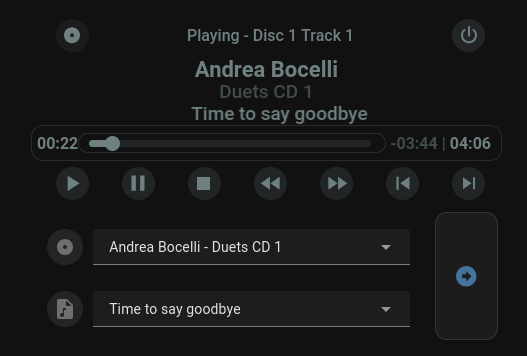 Playing - Disc 1 Track 1
Andrea Bocelli
Duets CD 1
Time to say goodbye
00:22 -03:44 | 04:06
Andrea Bocelli - Duets CD 1
Time to say goodbye